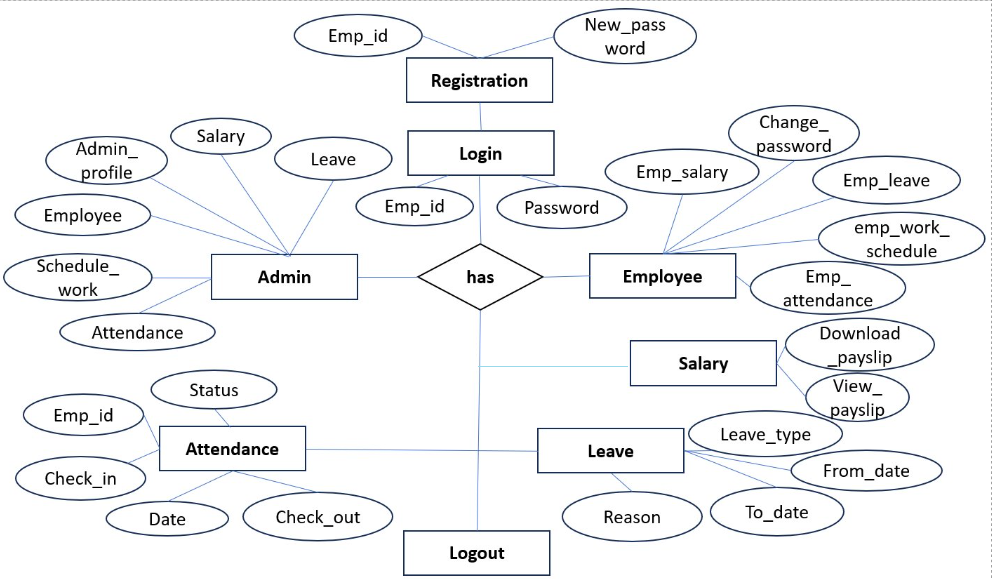 Emp_id
New_pass
word
Registration
Login
Emp_id
Password
Salary
Admin_
profile
Leave
Employee
Schedule_
work
Attendance
Admin
has
Employee
Change_
password
Emp_salary
Emp_leave
emp_work_
schedule
Emp_
attendance
Salary
Download
_payslip
View_
payslip
Status
Emp_id
Attendance
Check_in
Date
Check_out
Leave
Leave_type
From_date
To_date
Reason
Logout